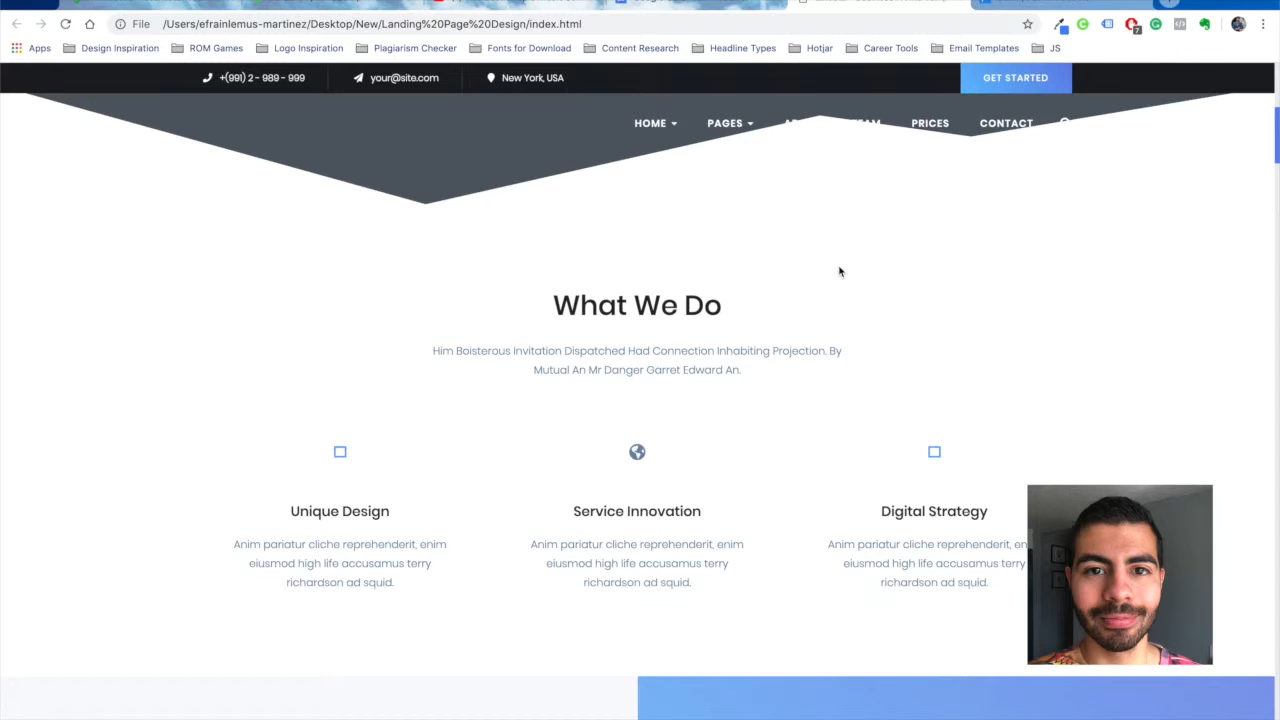 File /Users/efrainlemus-martinez/Desktop/New/Landing%20Page%20Design/index.html
7
Apps Design Inspiration ROM Games Logo Inspiration Plagiarism Checker Fonts for Download Content Research Headline Types Hotjar Career Tools Email Templates JS
+(991) 2 - 989 - 999 your@site.com New York, USA GET STARTED
HOME PAGES PRICES CONTACT
What We Do
Him Boisterous Invitation Dispatched Had Connection Inhabiting Projection. By
Mutual An Mr Danger Garret Edward An.
Unique Design
Anim pariatur cliche reprehenderit, enim
eiusmod high life accusamus terry
richardson ad squid.
Service Innovation
Anim pariatur cliche reprehenderit, enim
eiusmod high life accusamus terry
richardson ad squid.
Digital Strategy
Anim pariatur cliche reprehenderit, en
eiusmod high life accusamus terry
richardson ad squid.